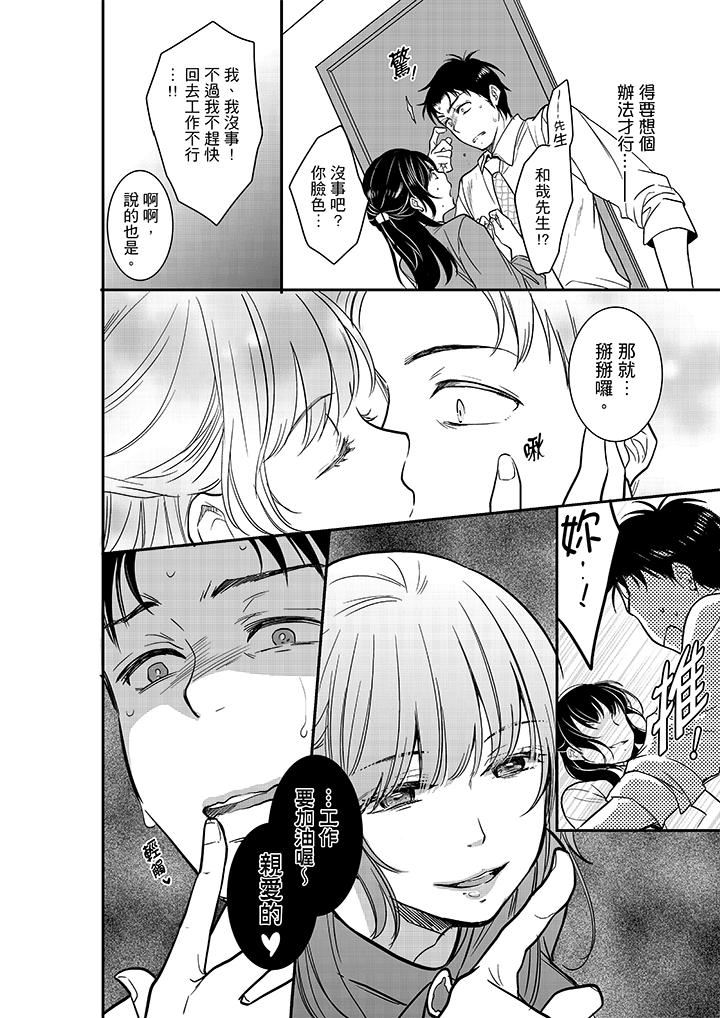 得要想個
辦法才行……
先生
和哉先生!?
驚!
沒事吧？
你臉色…
我、我沒事！
不過我不趕快
回去工作不行
…!!
啊啊，
說的也是。
那就…
掰掰囉。
啾
妳…！
推！
…工作
要加油喔～
親愛的♥
輕觸♥